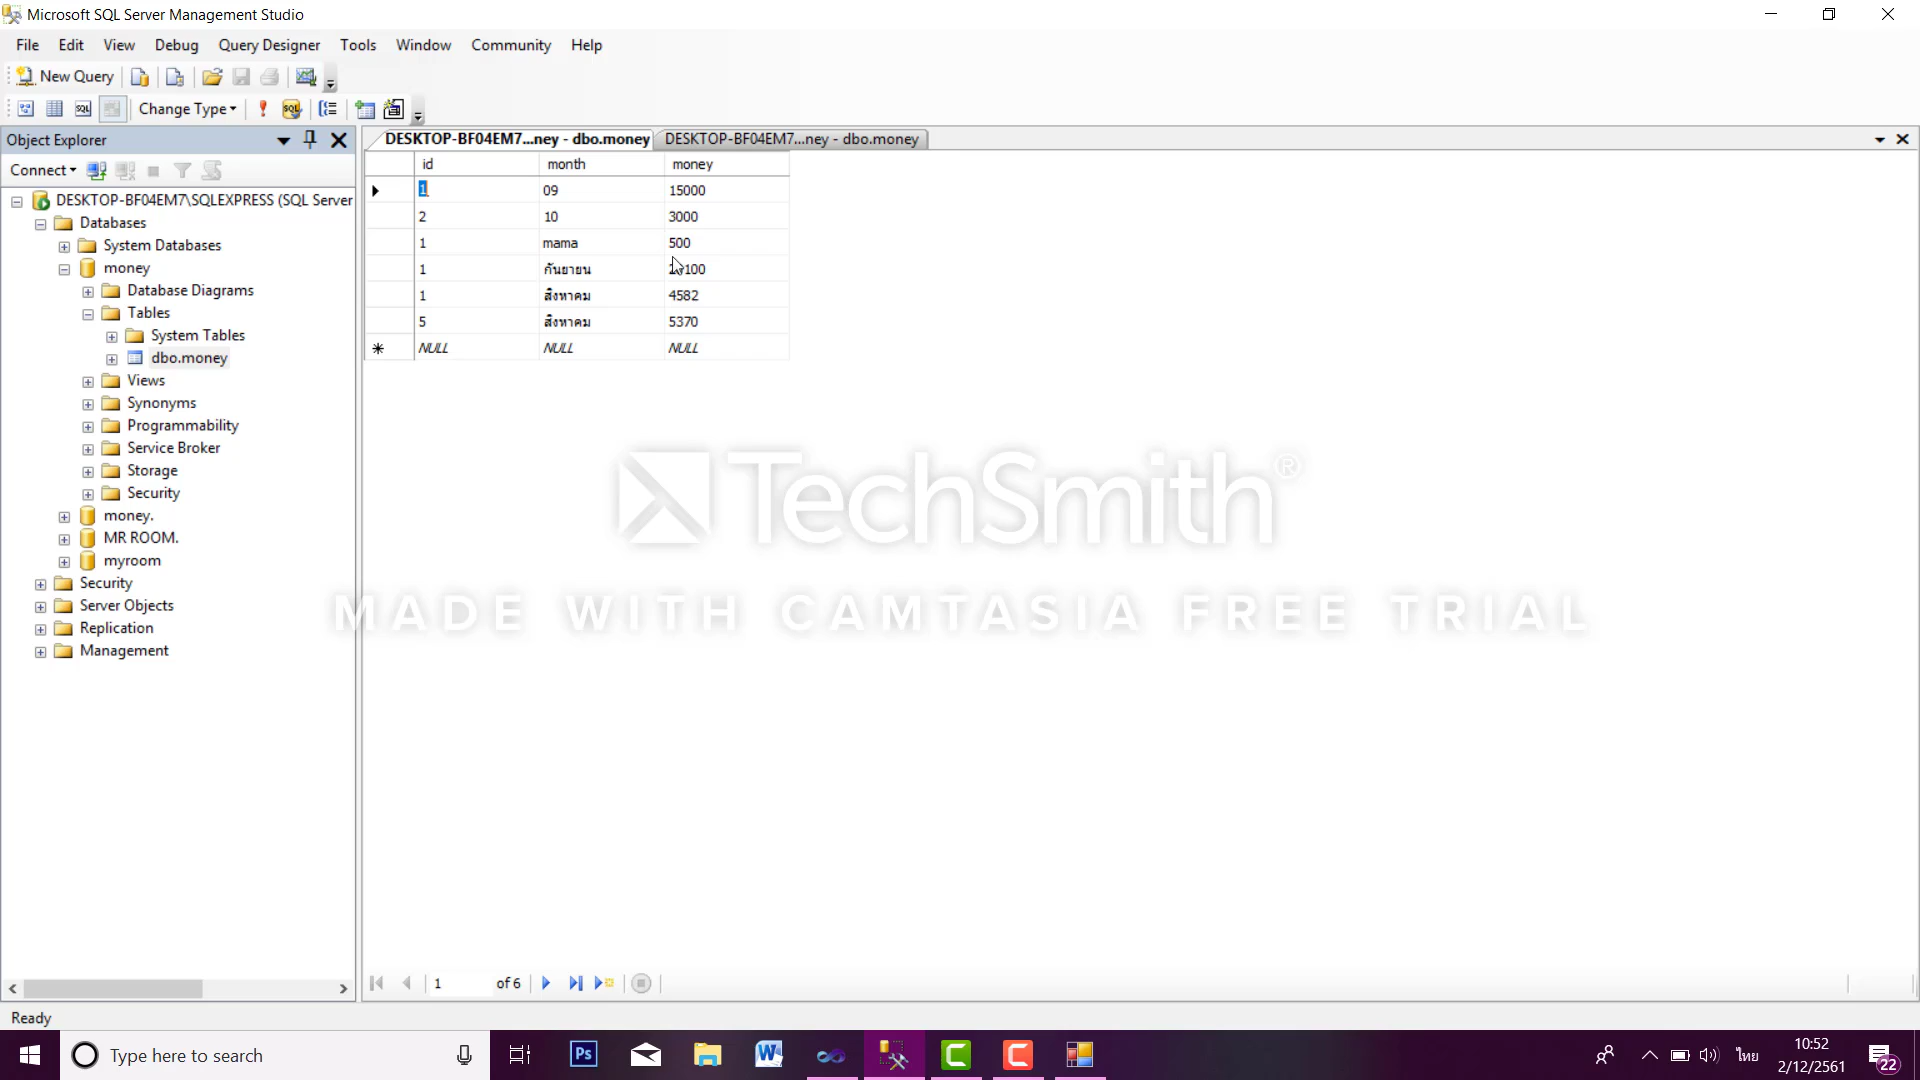 Microsoft SQL Server Management Studio
File Edit View Debug Query Designer Tools Window Community Help
New Query
Change Type
Object Explorer
DESKTOP-BF04EM7...ney - dbo.money DESKTOP-BF04EM7...ney - dbo.money
Connect
id month money
1 09 15000
2 10 3000
1 mama 500
1 กันยายน
1 สิงหาคม 4582
5 สิงหาคม 5370
NULL NULL NULL
DESKTOP-BF04EM7\SQLEXPRESS (SQL Server
Databases
System Databases
money
Database Diagrams
Tables
System Tables
dbo.money
Views
Synonyms
Programmability
Service Broker
Storage
Security
money.
MR ROOM.
myroom
Security
Server Objects
Replication
Management
TechSmith®
MADE WITH CAMTASIA FREE TRIAL
1 of 6
Ready
Type here to search
Ps
W
ไทย
10:52
2/12/2561
22